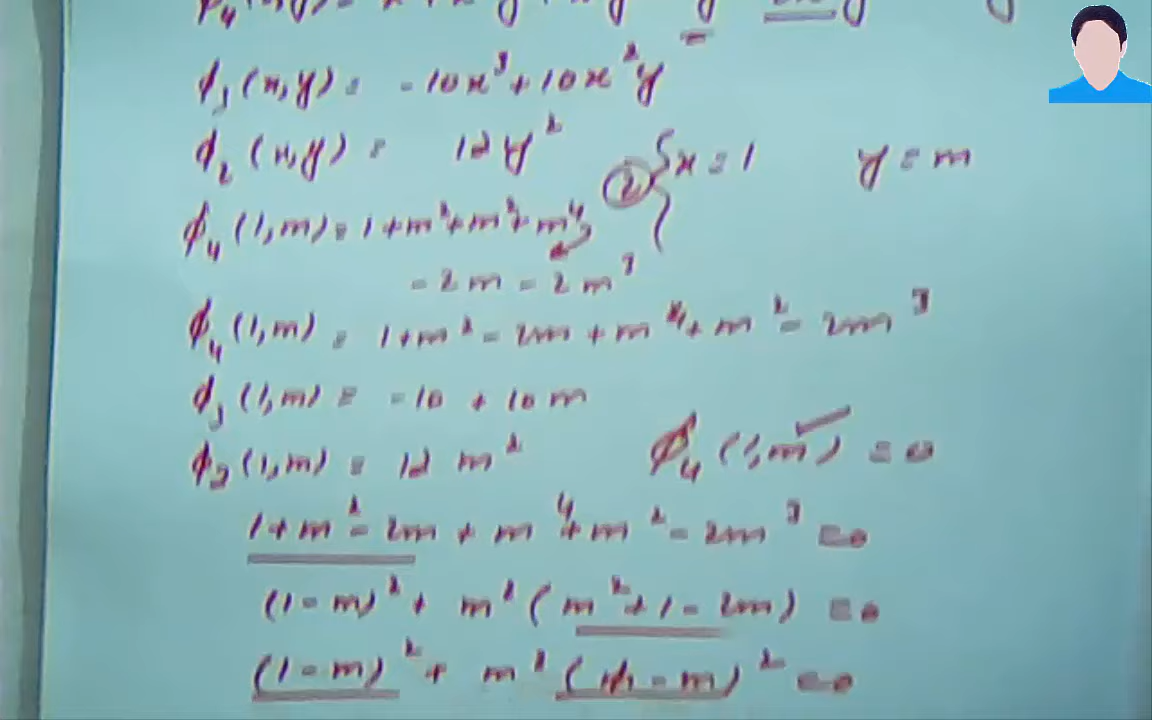 ϕ₃(x,y) = -10x³+10x²y
ϕ₂(x,y) = 12y²
② { x=1 y=m
ϕ₄(1,m) = 1+m²+m²+m⁴
-2m-2m³
ϕ₄(1,m) = 1+m²-2m+m⁴+m²-2m³
ϕ₃(1,m) = -10+10m
ϕ₂(1,m) = 12m²
ϕ₄(1,m)=0
1+m²-2m+m⁴+m²-2m³=0
(1-m)²+m²(m²+1-2m)=0
(1-m)²+m²(1-m)²=0